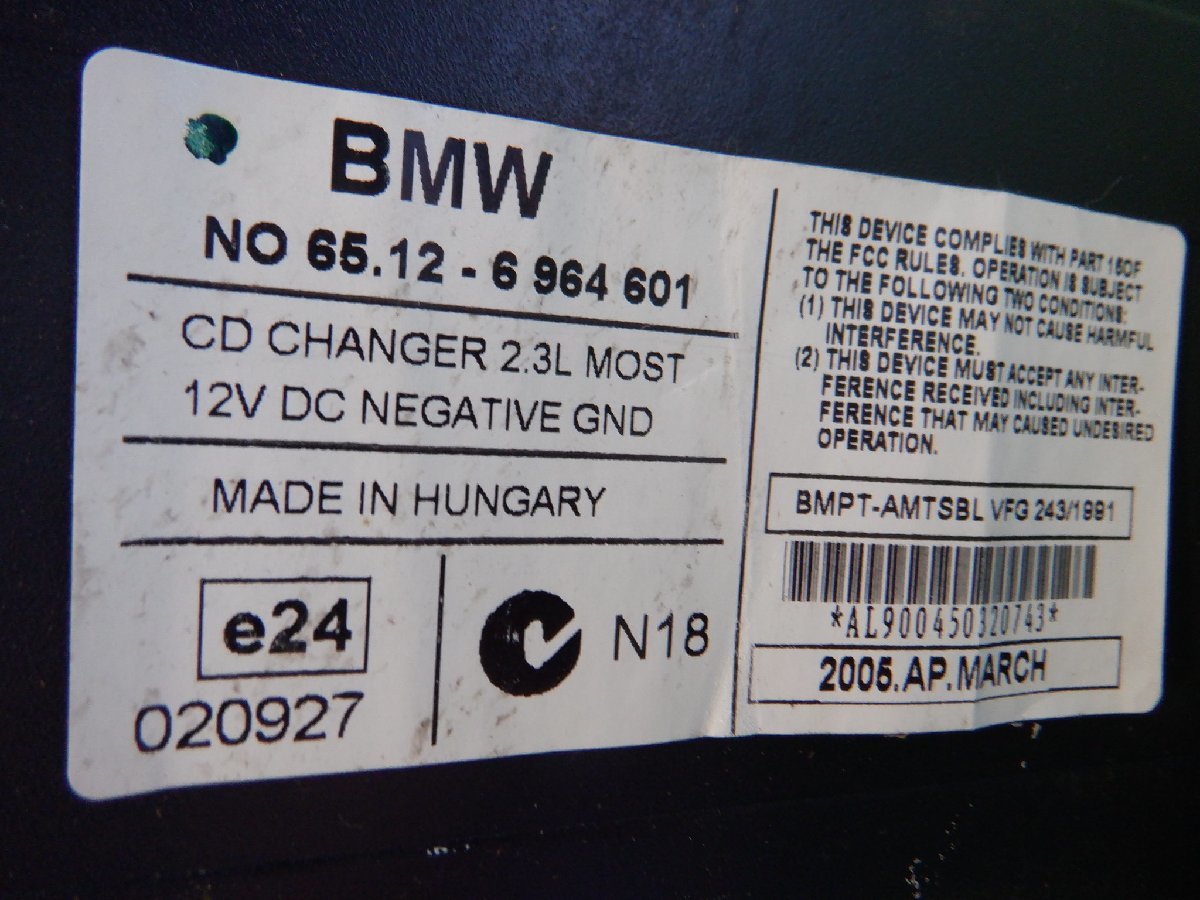 BMW
NO 65.12 - 6 964 601
CD CHANGER 2.3L MOST
12V DC NEGATIVE GND
MADE IN HUNGARY
e24
020927
N18
THIS DEVICE COMPLIES WITH PART 15OF
THE FCC RULES. OPERATION IS SUBJECT
TO THE FOLLOWING TWO CONDITIONS:
(1) THIS DEVICE MAY NOT CAUSE HARMFUL
INTERFERENCE.
(2) THIS DEVICE MUST ACCEPT ANY INTER-
FERENCE RECEIVED INCLUDING INTER-
FERENCE THAT MAY CAUSED UNDESIRED
OPERATION.
BMPT-AMTSBL VFG 243/1991
*AL900450320743*
2005.AP.MARCH